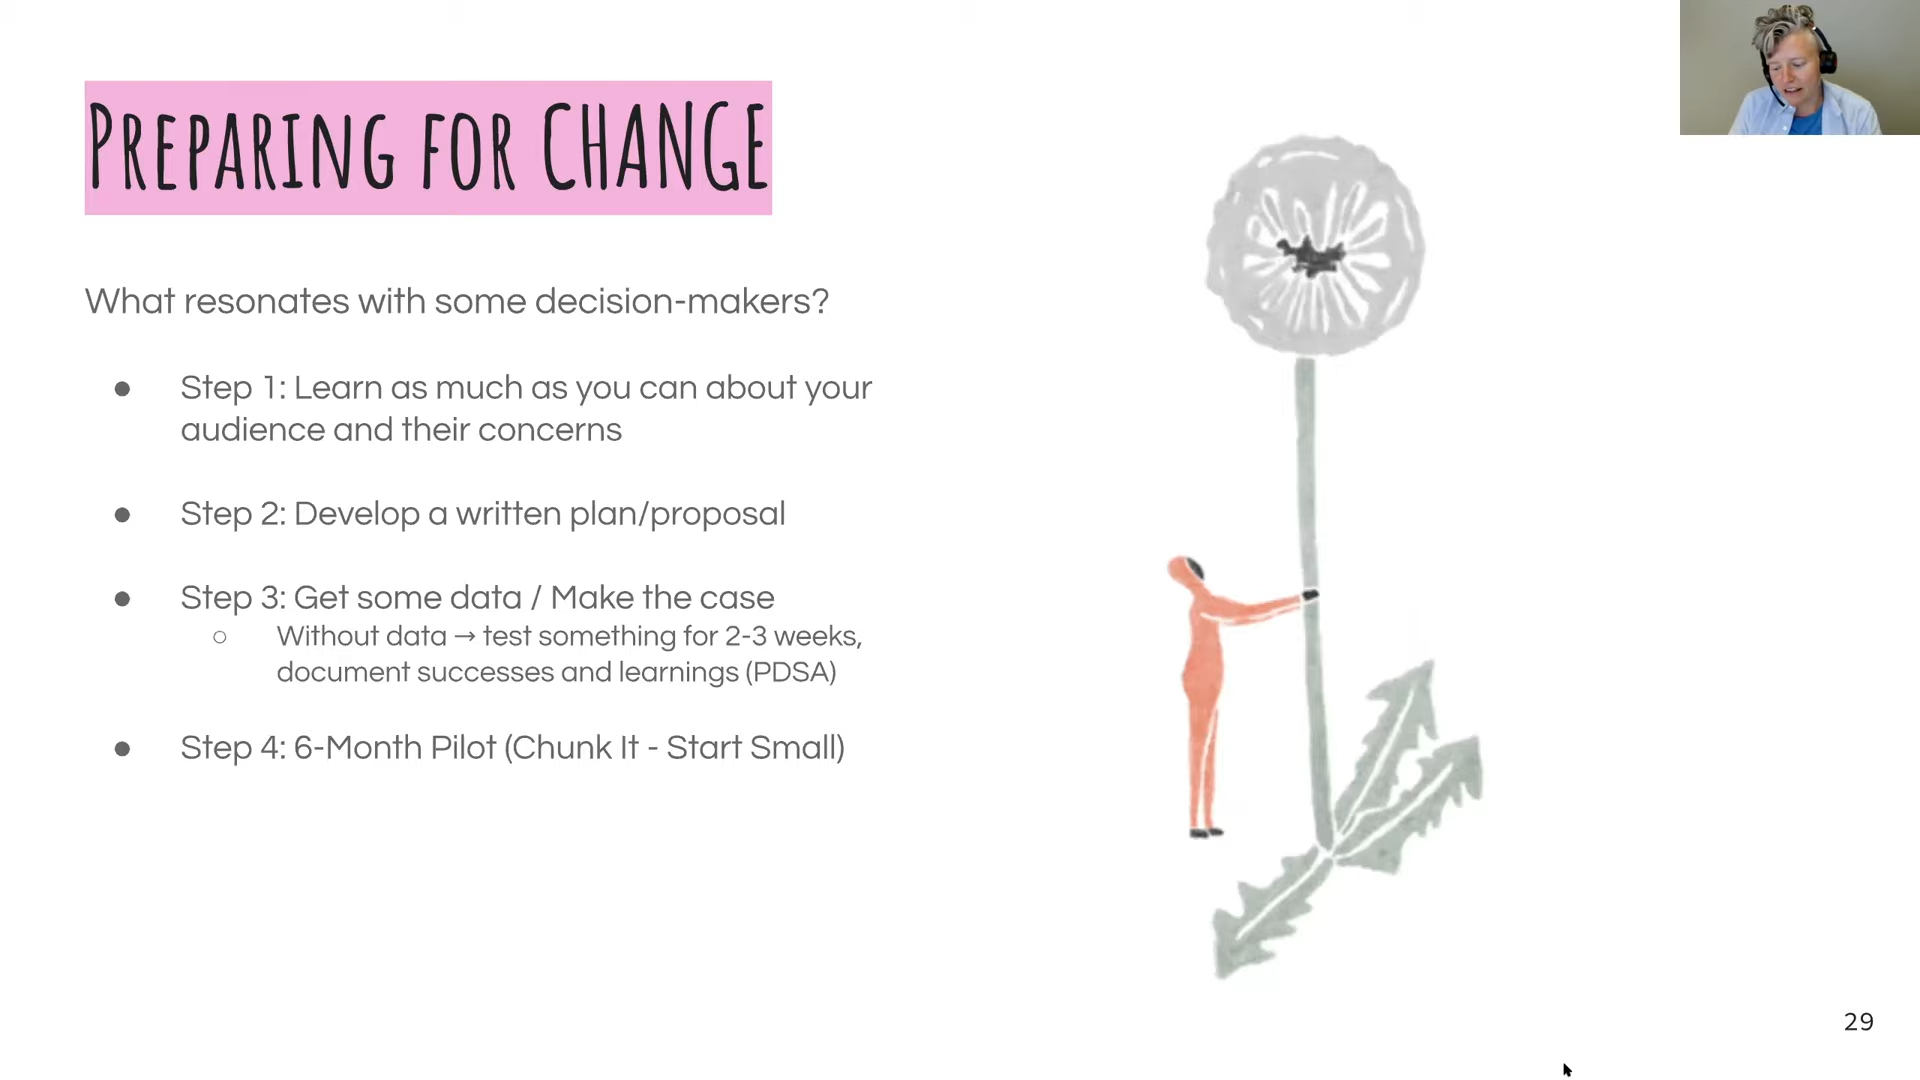 PREPARING FOR CHANGE
What resonates with some decision-makers?
● Step 1: Learn as much as you can about your
audience and their concerns
● Step 2: Develop a written plan/proposal
● Step 3: Get some data / Make the case
○ Without data → test something for 2-3 weeks,
document successes and learnings (PDSA)
● Step 4: 6-Month Pilot (Chunk It - Start Small)
29